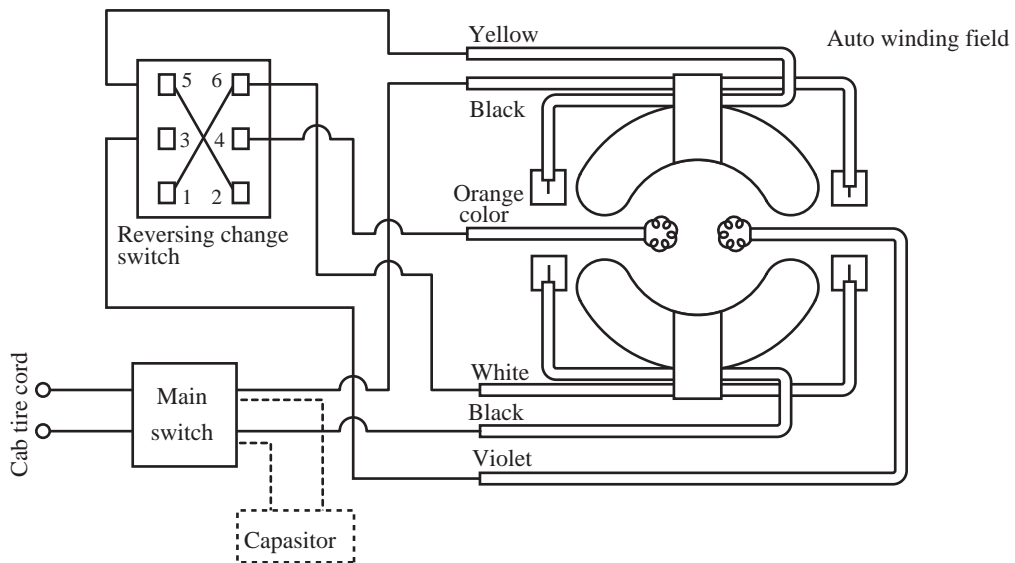 Yellow
Auto winding field
Black
5 6
3 4
1 2
Orange
color
Reversing change
switch
Cab tire cord
Main
switch
White
Black
Violet
Capasitor